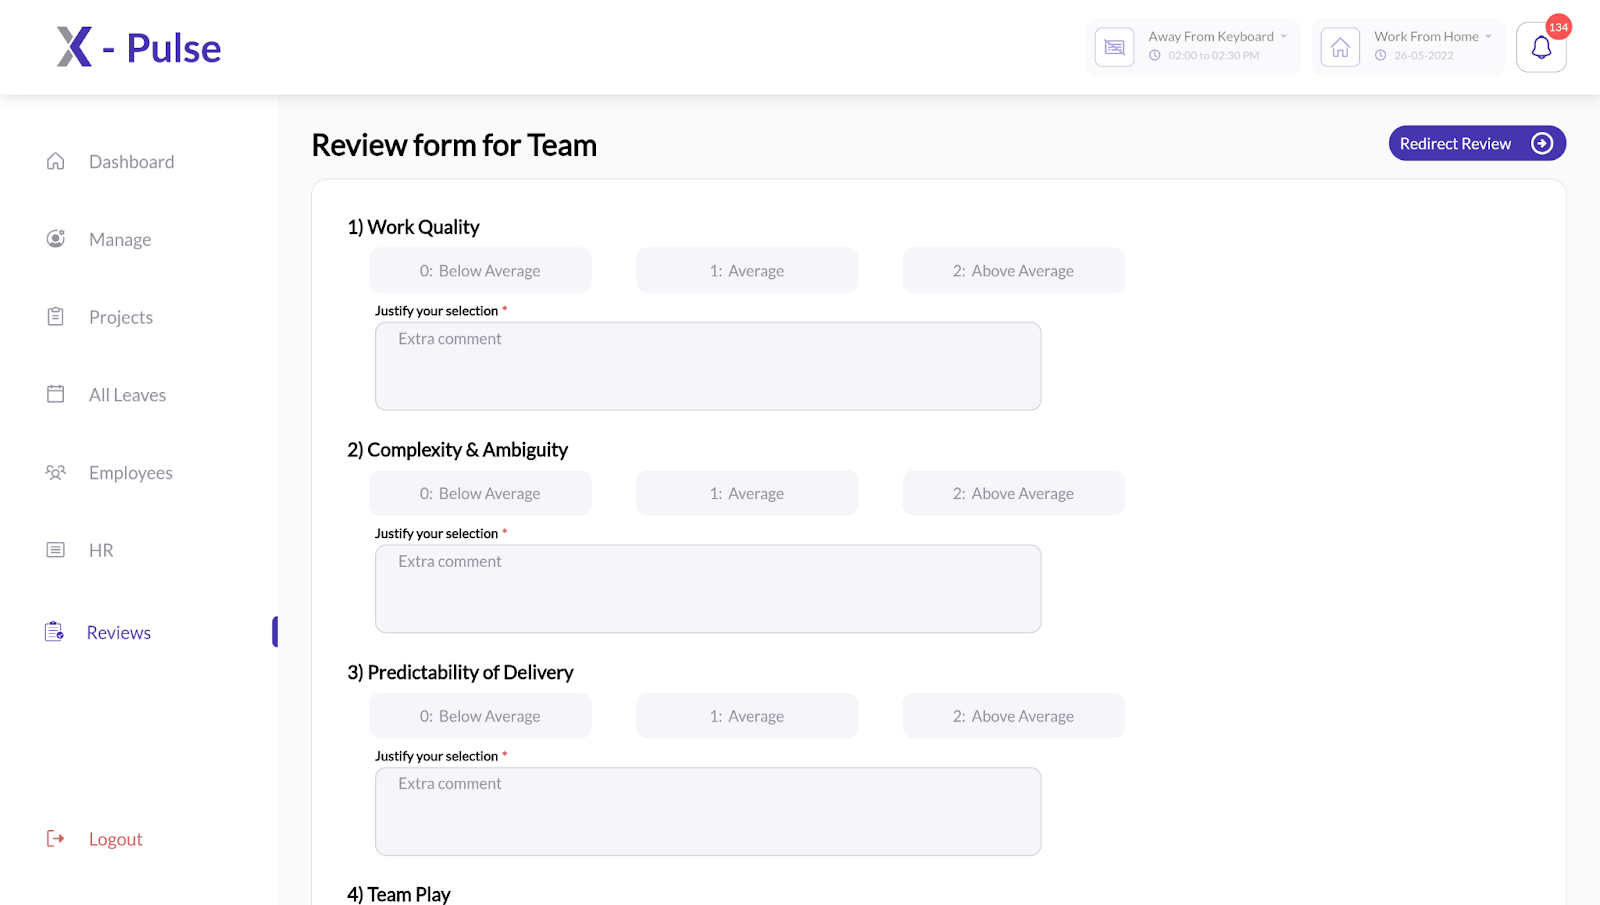 X - Pulse
Away From Keyboard
02:00 to 02:30 PM
Work From Home
26-05-2022
134
Dashboard
Manage
Projects
All Leaves
Employees
HR
Reviews
Logout
Review form for Team
Redirect Review
1) Work Quality
0: Below Average
1: Average
2: Above Average
Justify your selection *
Extra comment
2) Complexity & Ambiguity
0: Below Average
1: Average
2: Above Average
Justify your selection *
Extra comment
3) Predictability of Delivery
0: Below Average
1: Average
2: Above Average
Justify your selection *
Extra comment
4) Team Play